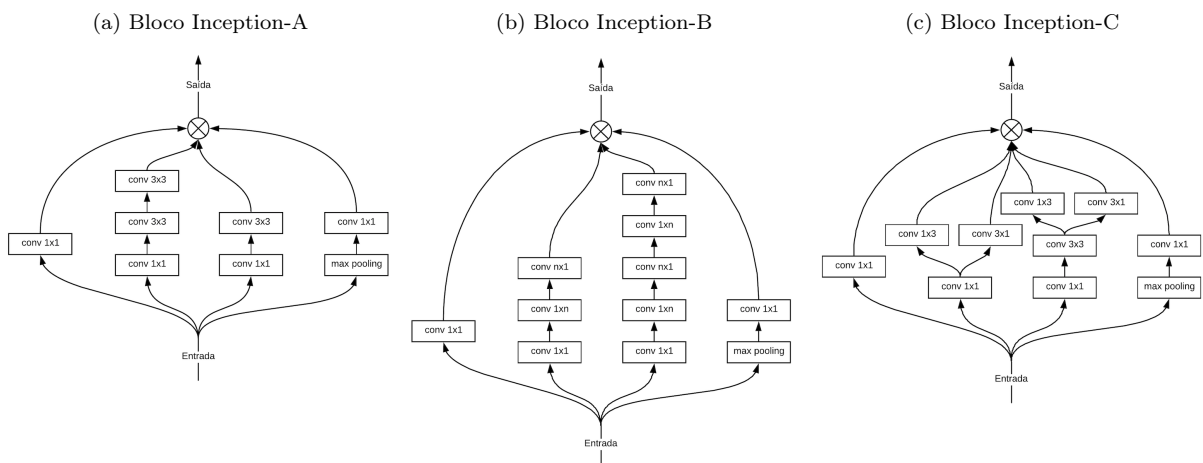 (a) Bloco Inception-A
Saída
conv 3x3
conv 3x3
conv 3x3
conv 1x1
conv 1x1
conv 1x1
conv 1x1
max pooling
Entrada
(b) Bloco Inception-B
Saída
conv nx1
conv 1xn
conv nx1
conv nx1
conv 1xn
conv 1xn
conv 1x1
conv 1x1
conv 1x1
conv 1x1
max pooling
Entrada
(c) Bloco Inception-C
Saída
conv 1x3
conv 3x1
conv 1x3
conv 3x1
conv 3x3
conv 1x1
conv 1x1
conv 1x1
conv 1x1
max pooling
Entrada